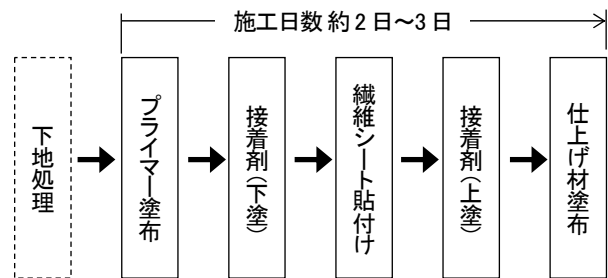 施工日数 約2日～3日
下地処理
プライマー塗布
接着剤(下塗)
繊維シート貼付け
接着剤(上塗)
仕上げ材塗布